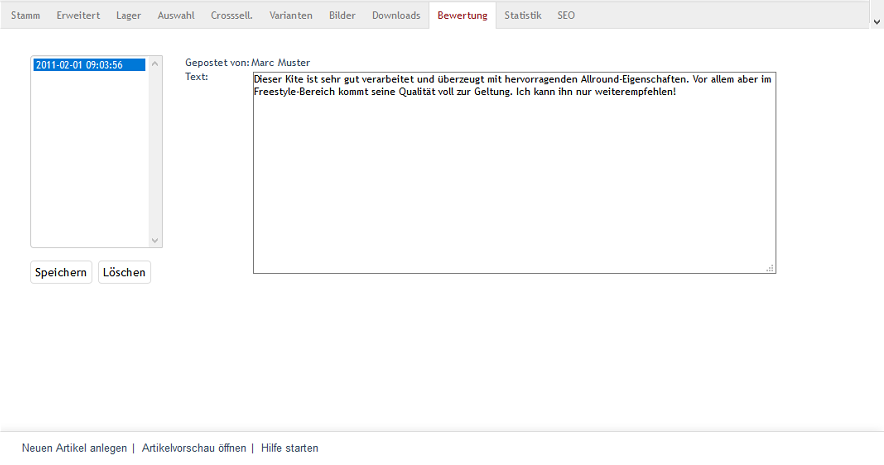 Stamm Erweitert Lager Auswahl Crosssell. Varianten Bilder Downloads Bewertung Statistik SEO
2011-02-01 09:03:56
Gepostet von: Marc Muster
Text:
Dieser Kite ist sehr gut verarbeitet und überzeugt mit hervorragenden Allround-Eigenschaften. Vor allem aber im
Freestyle-Bereich kommt seine Qualität voll zur Geltung. Ich kann ihn nur weiterempfehlen!
Speichern Löschen
Neuen Artikel anlegen | Artikelvorschau öffnen | Hilfe starten